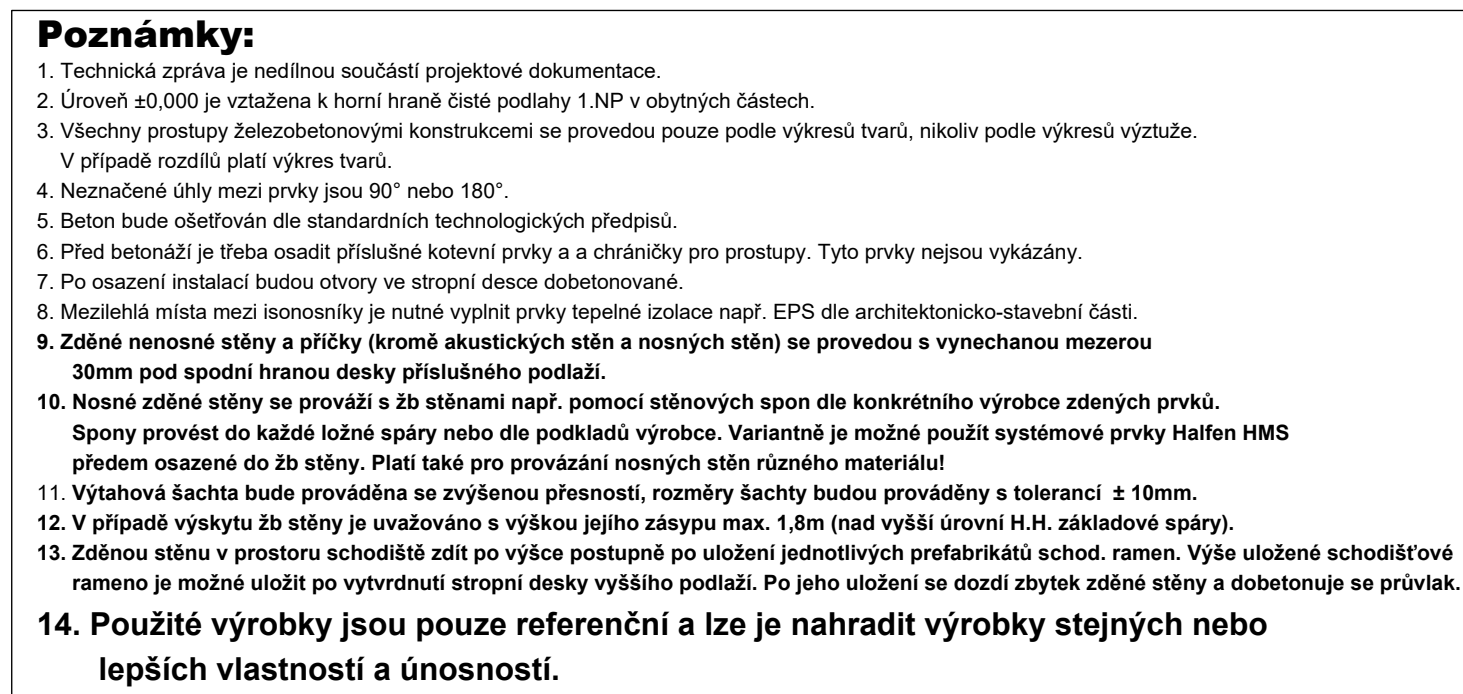 Poznámky:
1. Technická zpráva je nedílnou součástí projektové dokumentace.
2. Úroveň ±0,000 je vztažena k horní hraně čisté podlahy 1.NP v obytných částech.
3. Všechny prostupy železobetonovými konstrukcemi se provedou pouze podle výkresů tvarů, nikoliv podle výkresů výztuže.
V případě rozdílů platí výkres tvarů.
4. Neznačené úhly mezi prvky jsou 90° nebo 180°.
5. Beton bude ošetřován dle standardních technologických předpisů.
6. Před betonáží je třeba osadit příslušné kotevní prvky a a chráničky pro prostupy. Tyto prvky nejsou vykázány.
7. Po osazení instalací budou otvory ve stropní desce dobetonované.
8. Mezilehlá místa mezi isonosníky je nutné vyplnit prvky tepelné izolace např. EPS dle architektonicko-stavební části.
9. Zděné nenosné stěny a příčky (kromě akustických stěn a nosných stěn) se provedou s vynechanou mezerou
30mm pod spodní hranou desky příslušného podlaží.
10. Nosné zděné stěny se prováží s žb stěnami např. pomocí stěnových spon dle konkrétního výrobce zdených prvků.
Spony provést do každé ložné spáry nebo dle podkladů výrobce. Variantně je možné použít systémové prvky Halfen HMS
předem osazené do žb stěny. Platí také pro provázání nosných stěn různého materiálu!
11. Výtahová šachta bude prováděna se zvýšenou přesností, rozměry šachty budou prováděny s tolerancí ± 10mm.
12. V případě výskytu žb stěny je uvažováno s výškou jejího zásypu max. 1,8m (nad vyšší úrovní H.H. základové spáry).
13. Zděnou stěnu v prostoru schodiště zdít po výšce postupně po uložení jednotlivých prefabrikátů schod. ramen. Výše uložené schodišťové
rameno je možné uložit po vytvrdnutí stropní desky vyššího podlaží. Po jeho uložení se dozdí zbytek zděné stěny a dobetonuje se průvlak.
14. Použité výrobky jsou pouze referenční a lze je nahradit výrobky stejných nebo
lepších vlastností a únosností.